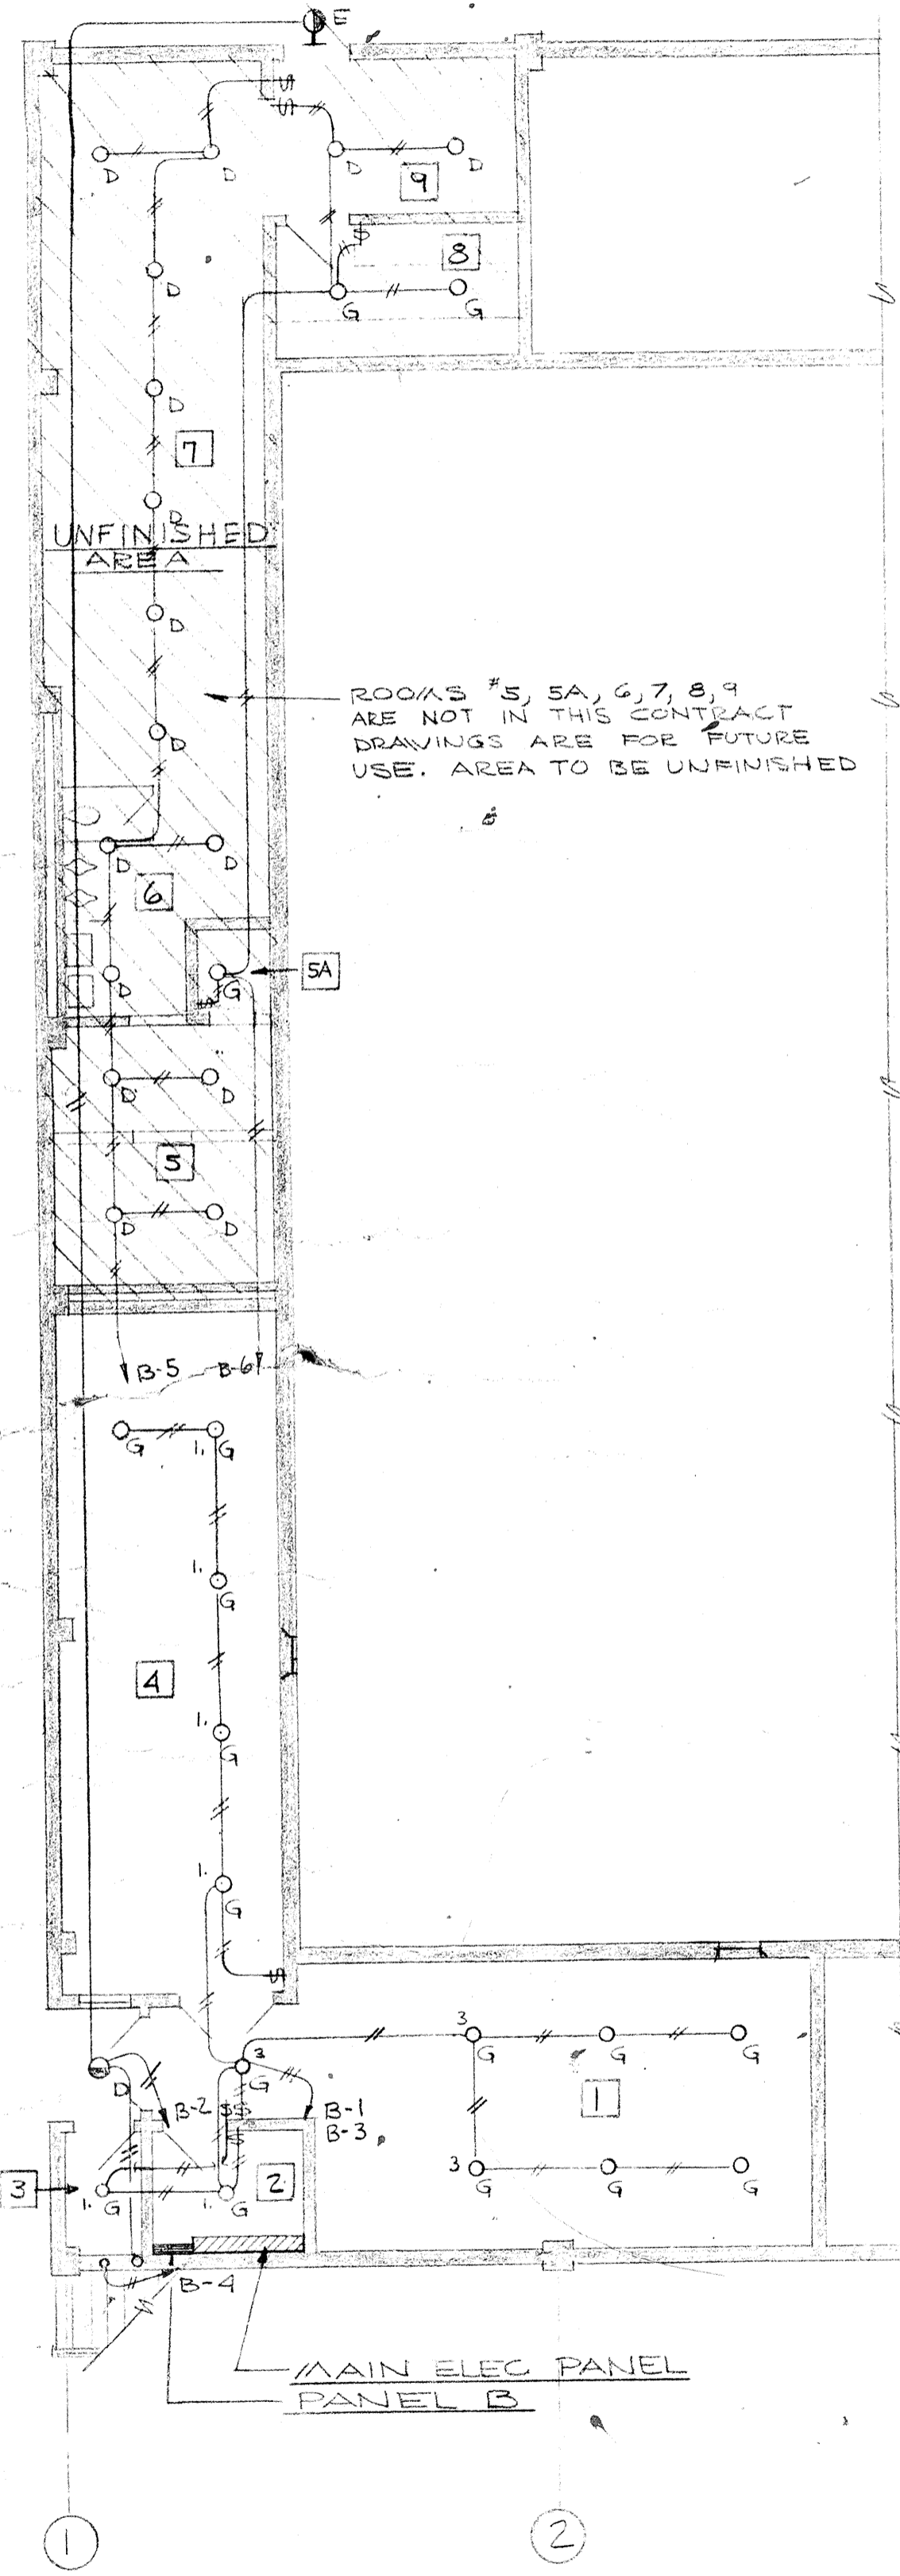 E
$
$
D
D
D
D
9
$
8
D
G
G
D
7
D
UNFINISHED
AREA
D
ROOMS #5, 5A, 6, 7, 8, 9
ARE NOT IN THIS CONTRACT
DRAWINGS ARE FOR FUTURE
USE. AREA TO BE UNFINISHED
D
D
D
6
5A
D
G
$
D
D
5
D
D
B-5 B-6
G
1. G
1.
G
4
1.
G
1.
G
$
3
G
G
G
3
G
D
1
B-2
$$
B-1
B-3
$
3
1. G
1. G
2
3
G
G
G
B-4
MAIN ELEC PANEL
PANEL B
1
2